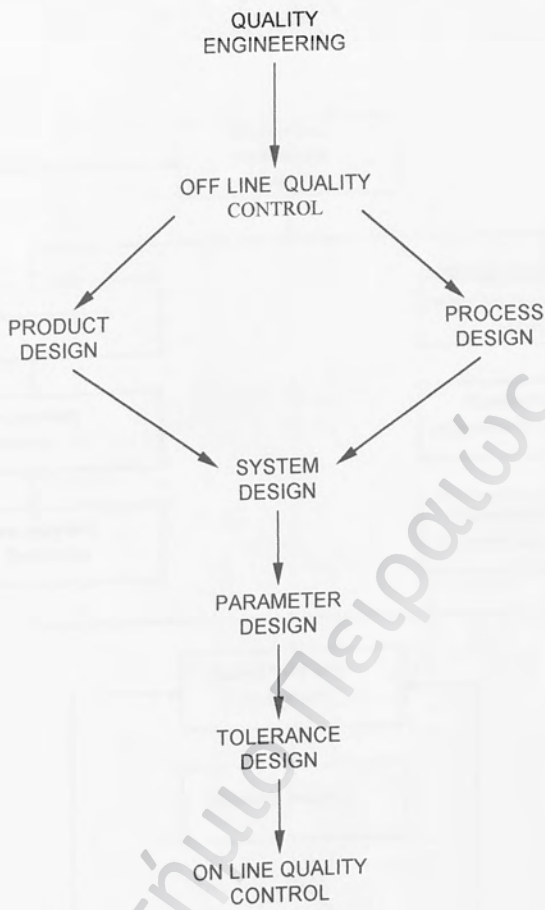 QUALITY
ENGINEERING
OFF LINE QUALITY
CONTROL
PRODUCT
DESIGN
PROCESS
DESIGN
SYSTEM
DESIGN
PARAMETER
DESIGN
TOLERANCE
DESIGN
ON LINE QUALITY
CONTROL
Πειραιώς